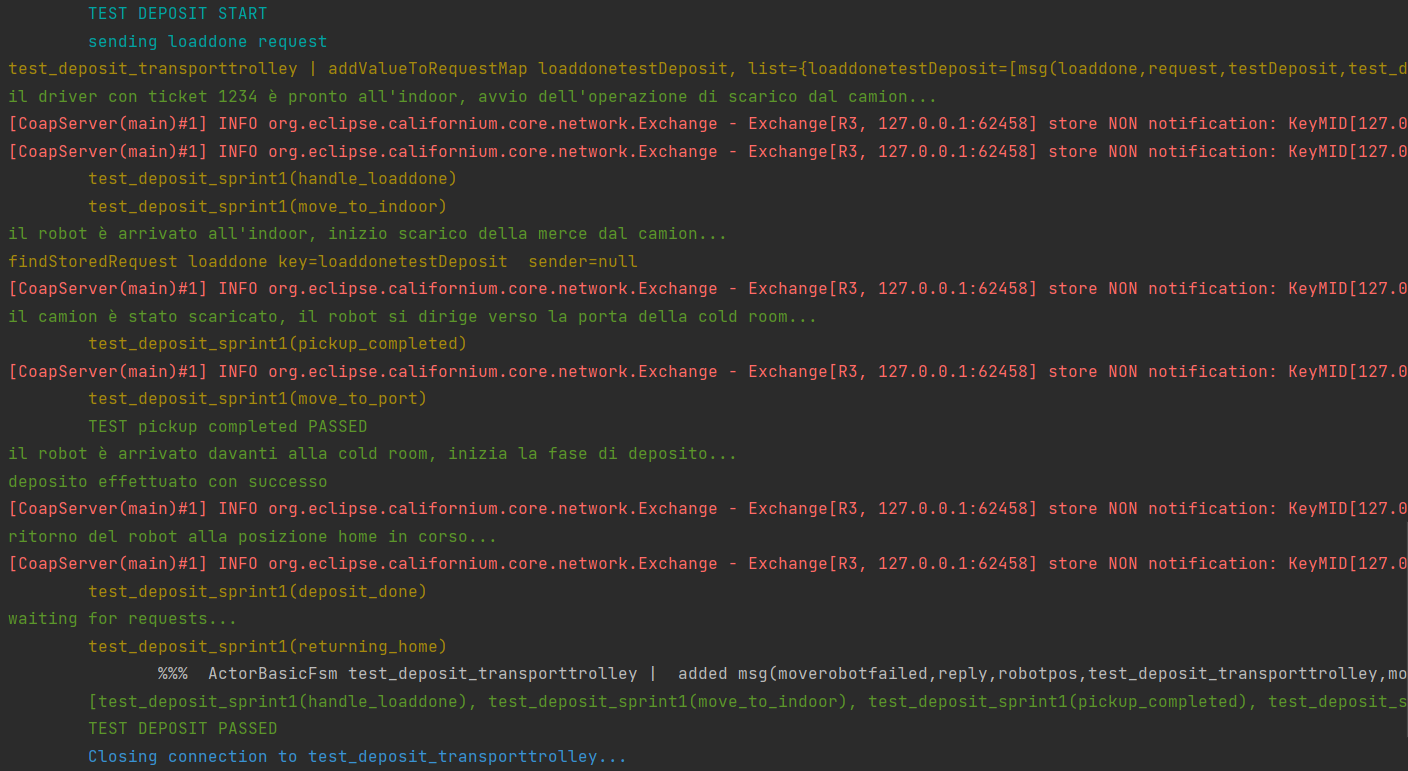 TEST DEPOSIT START
sending loaddone request
test_deposit_transporttrolley | addValueToRequestMap loaddonetestDeposit, list={loaddonetestDeposit=[msg(loaddone,request,testDeposit,test_d
il driver con ticket 1234 è pronto all'indoor, avvio dell'operazione di scarico dal camion...
[CoapServer(main)#1] INFO org.eclipse.californium.core.network.Exchange - Exchange[R3, 127.0.0.1:62458] store NON notification: KeyMID[127.0
[CoapServer(main)#1] INFO org.eclipse.californium.core.network.Exchange - Exchange[R3, 127.0.0.1:62458] store NON notification: KeyMID[127.0
test_deposit_sprint1(handle_loaddone)
test_deposit_sprint1(move_to_indoor)
il robot è arrivato all'indoor, inizio scarico della merce dal camion...
findStoredRequest loaddone key=loaddonetestDeposit  sender=null
[CoapServer(main)#1] INFO org.eclipse.californium.core.network.Exchange - Exchange[R3, 127.0.0.1:62458] store NON notification: KeyMID[127.0
il camion è stato scaricato, il robot si dirige verso la porta della cold room...
test_deposit_sprint1(pickup_completed)
[CoapServer(main)#1] INFO org.eclipse.californium.core.network.Exchange - Exchange[R3, 127.0.0.1:62458] store NON notification: KeyMID[127.0
test_deposit_sprint1(move_to_port)
TEST pickup completed PASSED
il robot è arrivato davanti alla cold room, inizia la fase di deposito...
deposito effettuato con successo
[CoapServer(main)#1] INFO org.eclipse.californium.core.network.Exchange - Exchange[R3, 127.0.0.1:62458] store NON notification: KeyMID[127.0
ritorno del robot alla posizione home in corso...
[CoapServer(main)#1] INFO org.eclipse.californium.core.network.Exchange - Exchange[R3, 127.0.0.1:62458] store NON notification: KeyMID[127.0
test_deposit_sprint1(deposit_done)
waiting for requests...
test_deposit_sprint1(returning_home)
%%%  ActorBasicFsm test_deposit_transporttrolley |  added msg(moverobotfailed,reply,robotpos,test_deposit_transporttrolley,mo
[test_deposit_sprint1(handle_loaddone), test_deposit_sprint1(move_to_indoor), test_deposit_sprint1(pickup_completed), test_deposit_s
TEST DEPOSIT PASSED
Closing connection to test_deposit_transporttrolley...